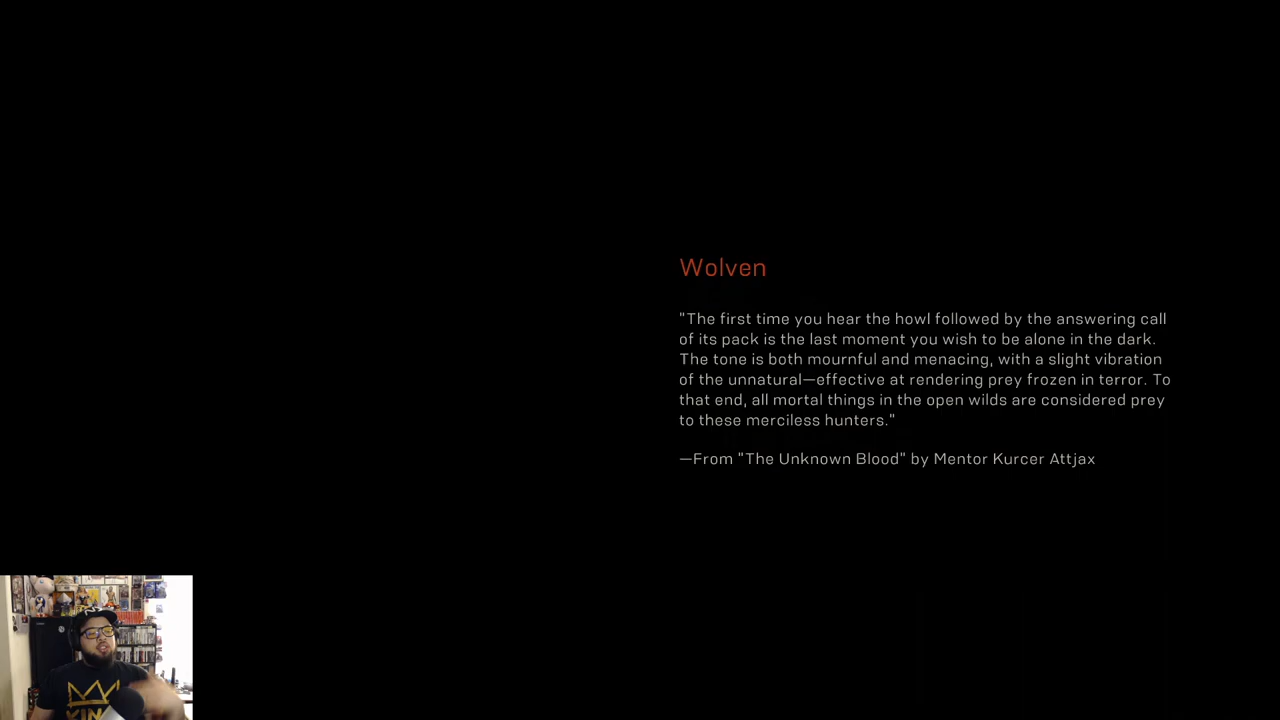 Wolven
"The first time you hear the howl followed by the answering call
of its pack is the last moment you wish to be alone in the dark.
The tone is both mournful and menacing, with a slight vibration
of the unnatural—effective at rendering prey frozen in terror. To
that end, all mortal things in the open wilds are considered prey
to these merciless hunters."
—From "The Unknown Blood" by Mentor Kurcer Attjax